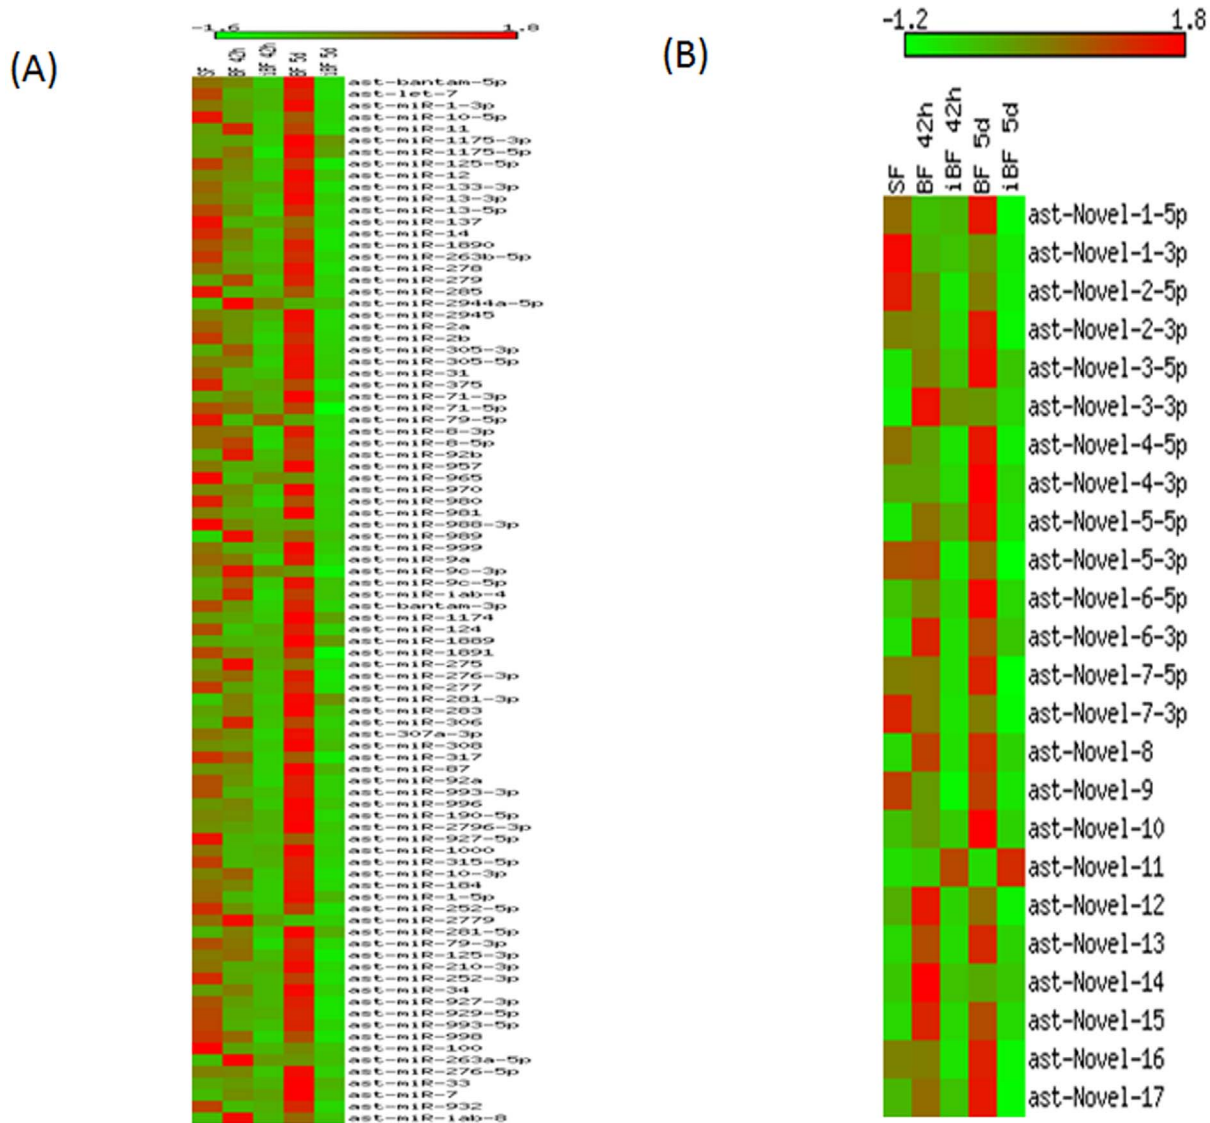 (A)
-1.6 1.8
SF BF 42h iBF 42h BF 5d iBF 5d
ast-bantam-5p
ast-let-7
ast-miR-1-3p
ast-miR-10-5p
ast-miR-11
ast-miR-1175-3p
ast-miR-1175-5p
ast-miR-125-5p
ast-miR-12
ast-miR-133-3p
ast-miR-13-3p
ast-miR-13-5p
ast-miR-137
ast-miR-14
ast-miR-1890
ast-miR-263b-5p
ast-miR-278
ast-miR-279
ast-miR-285
ast-miR-2944a-5p
ast-miR-2945
ast-miR-2a
ast-miR-2b
ast-miR-305-3p
ast-miR-305-5p
ast-miR-31
ast-miR-375
ast-miR-71-3p
ast-miR-71-5p
ast-miR-79-5p
ast-miR-8-3p
ast-miR-8-5p
ast-miR-92b
ast-miR-957
ast-miR-965
ast-miR-970
ast-miR-980
ast-miR-981
ast-miR-988-3p
ast-miR-989
ast-miR-999
ast-miR-9a
ast-miR-9c-3p
ast-miR-9c-5p
ast-miR-iab-4
ast-bantam-3p
ast-miR-1174
ast-miR-124
ast-miR-1889
ast-miR-1891
ast-miR-275
ast-miR-276-3p
ast-miR-277
ast-miR-281-3p
ast-miR-283
ast-miR-306
ast-307a-3p
ast-miR-308
ast-miR-317
ast-miR-87
ast-miR-92a
ast-miR-993-3p
ast-miR-996
ast-miR-190-5p
ast-miR-2796-3p
ast-miR-927-5p
ast-miR-1000
ast-miR-315-5p
ast-miR-10-3p
ast-miR-184
ast-miR-1-5p
ast-miR-252-5p
ast-miR-2779
ast-miR-281-5p
ast-miR-79-3p
ast-miR-125-3p
ast-miR-210-3p
ast-miR-252-3p
ast-miR-34
ast-miR-927-3p
ast-miR-929-5p
ast-miR-993-5p
ast-miR-998
ast-miR-100
ast-miR-263a-5p
ast-miR-276-5p
ast-miR-33
ast-miR-7
ast-miR-932
ast-miR-iab-8
(B)
-1.2 1.8
SF BF 42h iBF 42h BF 5d iBF 5d
ast-Novel-1-5p
ast-Novel-1-3p
ast-Novel-2-5p
ast-Novel-2-3p
ast-Novel-3-5p
ast-Novel-3-3p
ast-Novel-4-5p
ast-Novel-4-3p
ast-Novel-5-5p
ast-Novel-5-3p
ast-Novel-6-5p
ast-Novel-6-3p
ast-Novel-7-5p
ast-Novel-7-3p
ast-Novel-8
ast-Novel-9
ast-Novel-10
ast-Novel-11
ast-Novel-12
ast-Novel-13
ast-Novel-14
ast-Novel-15
ast-Novel-16
ast-Novel-17